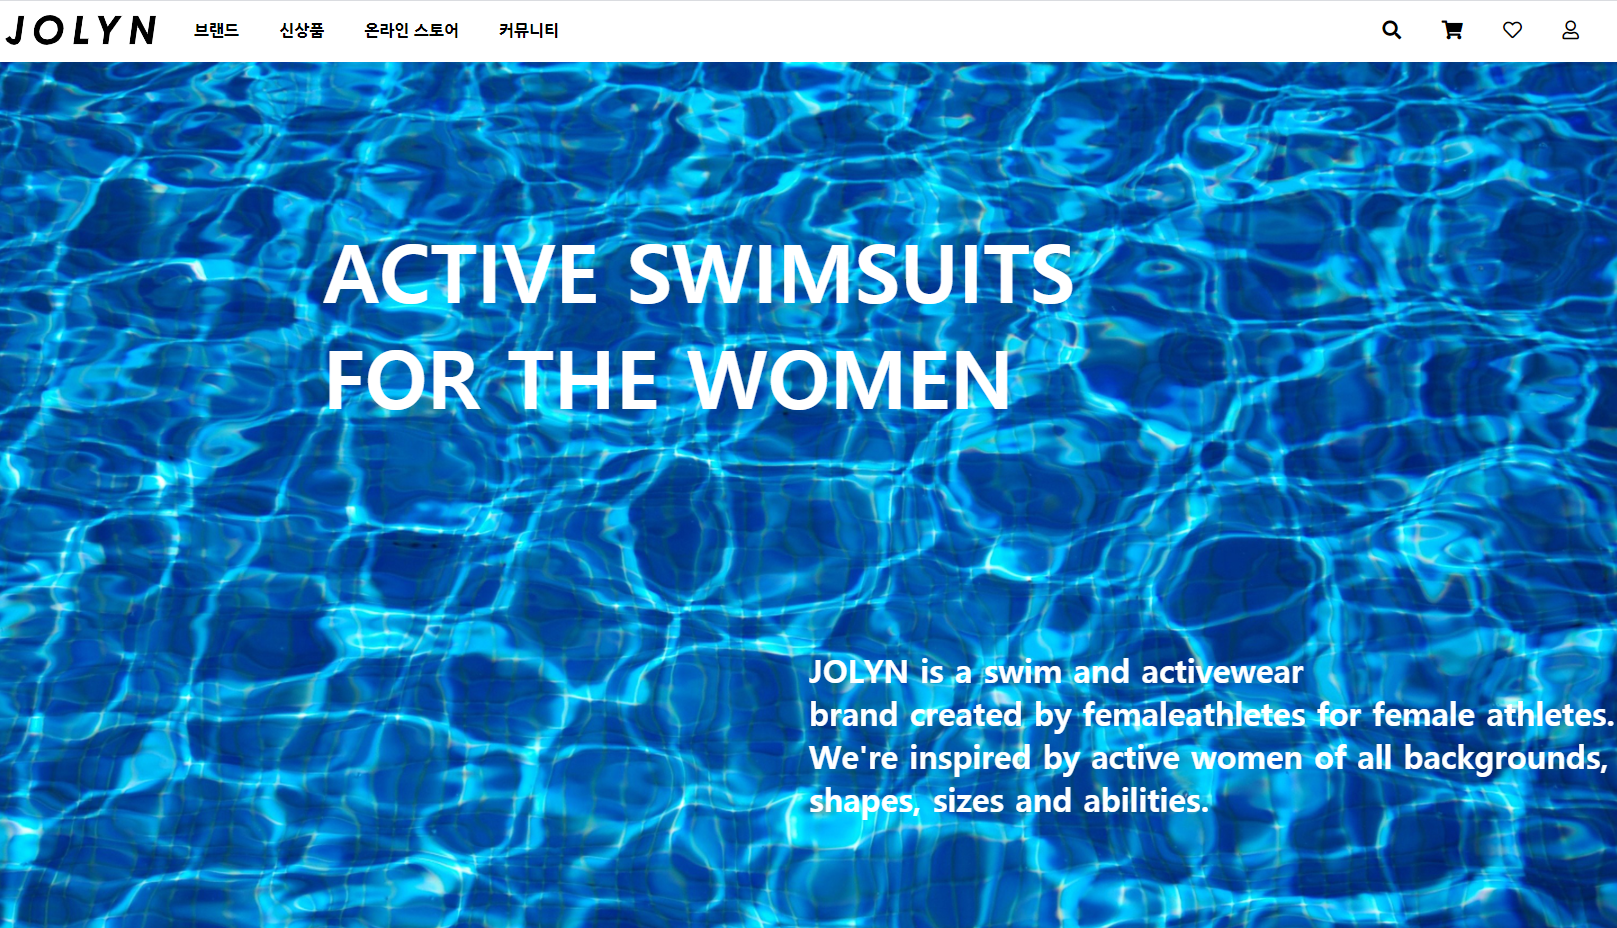 JOLYN 브랜드 신상품 온라인 스토어 커뮤니티
ACTIVE SWIMSUITS
FOR THE WOMEN
JOLYN is a swim and activewear
brand created by femaleathletes for female athletes.
We're inspired by active women of all backgrounds,
shapes, sizes and abilities.